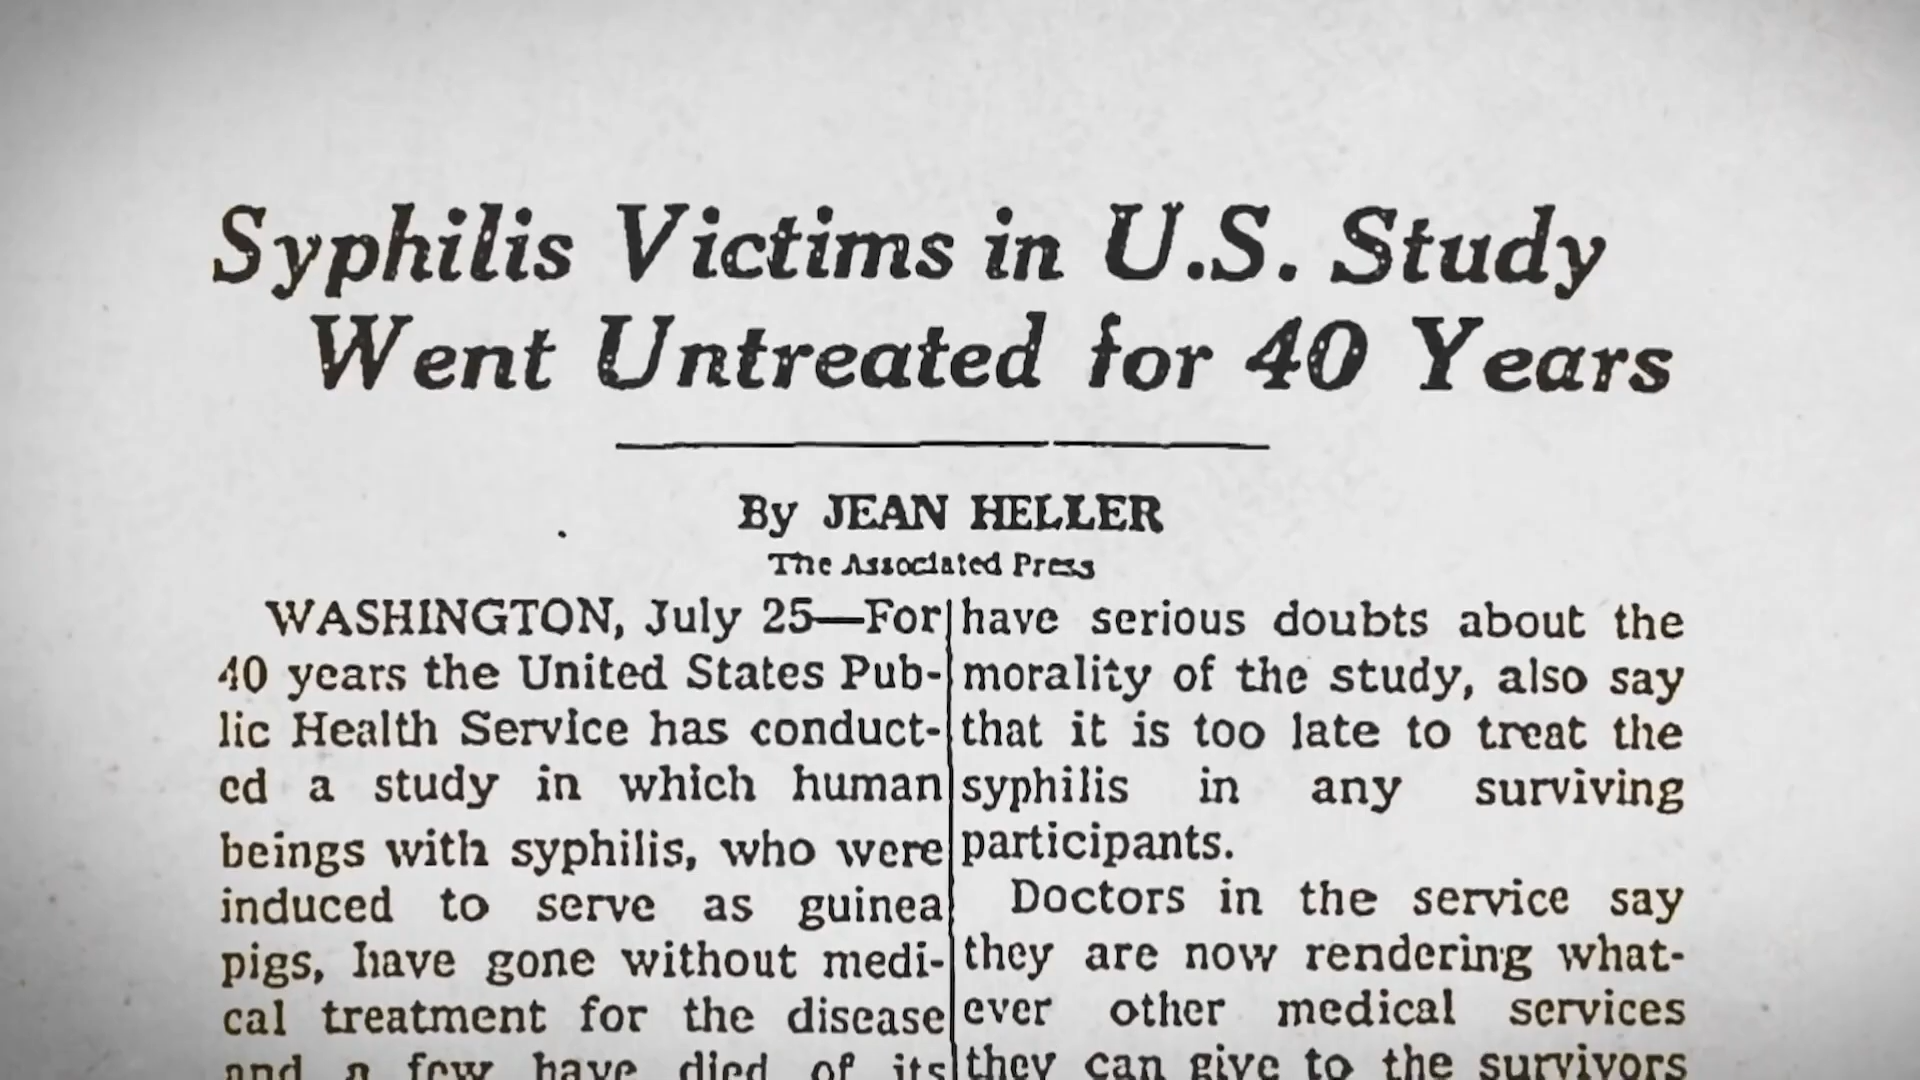 Syphilis Victims in U.S. Study
Went Untreated for 40 Years
By JEAN HELLER
The Associated Press
WASHINGTON, July 25—For
40 years the United States Pub-
lic Health Service has conduct-
ed a study in which human
beings with syphilis, who were
induced to serve as guinea
pigs, have gone without medi-
cal treatment for the disease
and a few have died of its
have serious doubts about the
morality of the study, also say
that it is too late to treat the
syphilis in any surviving
participants.
Doctors in the service say
they are now rendering what-
ever other medical services
they can give to the survivors